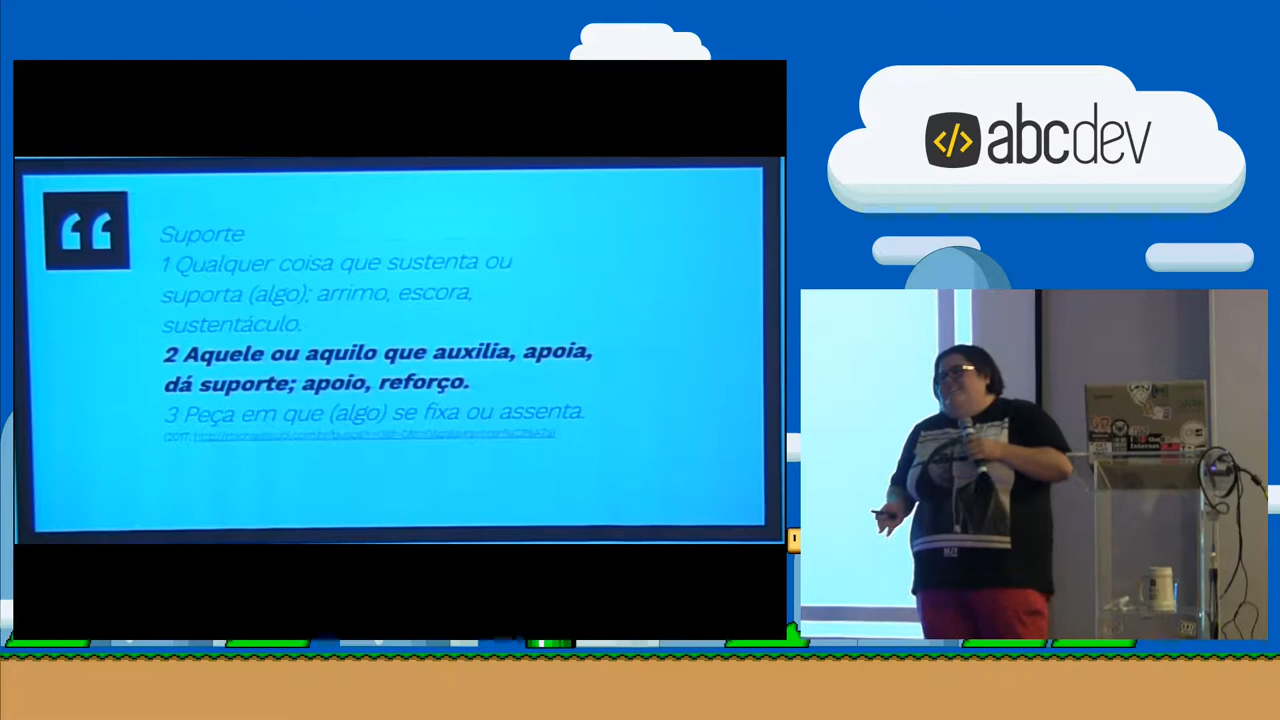 abcdev
Suporte
1 Qualquer coisa que sustenta ou
suporta (algo); arrimo, escora,
sustentáculo.
2 Aquele ou aquilo que auxilia, apoia,
dá suporte; apoio, reforço.
3 Peça em que (algo) se fixa ou assenta.
(2017,